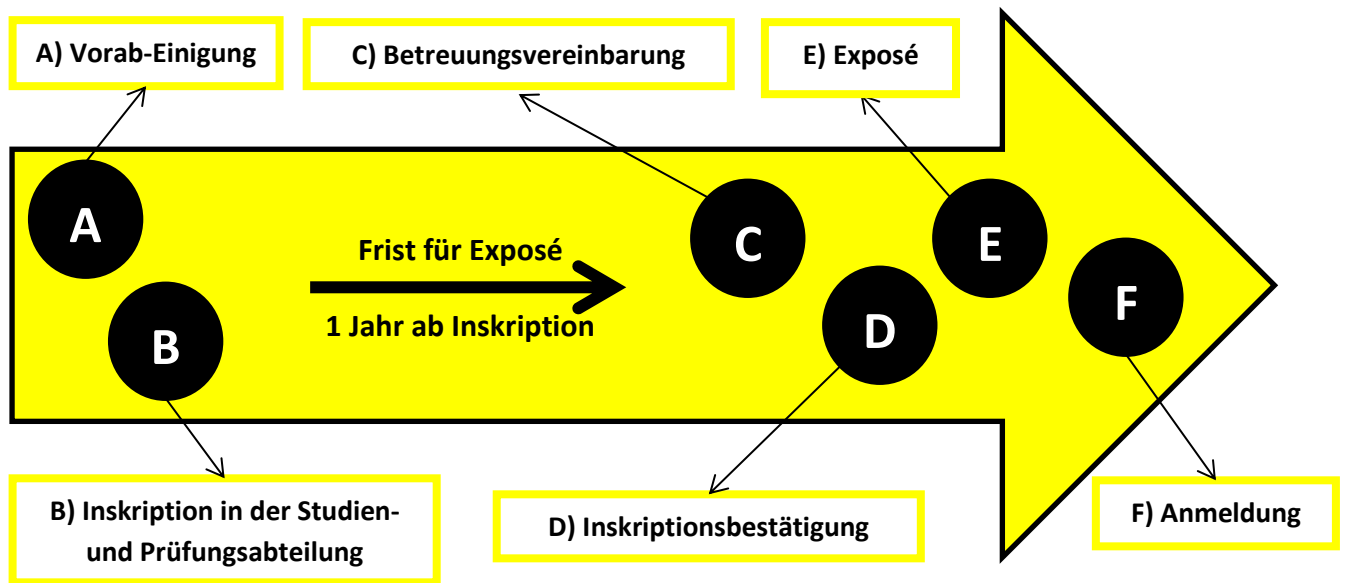 A) Vorab-Einigung
C) Betreuungsvereinbarung
E) Exposé
A
B
Frist für Exposé
1 Jahr ab Inskription
C
D
E
F
B) Inskription in der Studien-
und Prüfungsabteilung
D) Inskriptionsbestätigung
F) Anmeldung